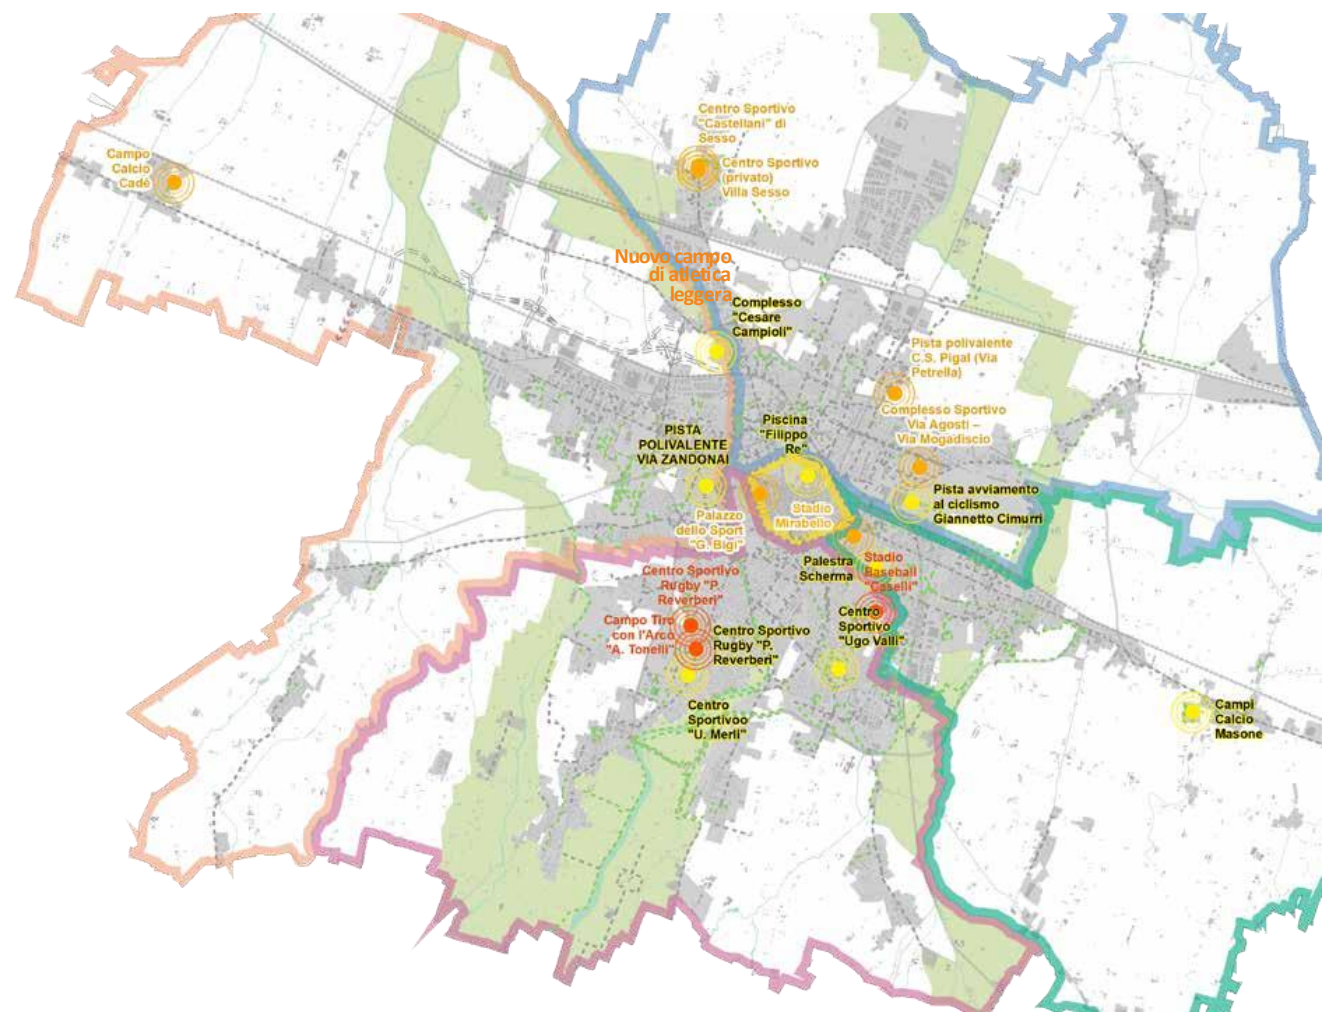 Centro Sportivo
"Castellani" di
Sesso
Campo
Calcio
Cadè
Centro Sportivo
(privato)
Villa Sesso
Nuovo campo
di atletica
leggera
Complesso
"Cesare
Campioli"
Pista polivalente
C.S. Pigal (Via
Petrella)
Complesso Sportivo
Via Agosti –
Via Mogadiscio
Piscina
"Filippo
Re"
PISTA
POLIVALENTE
VIA ZANDONAI
Pista avviamento
al ciclismo
Giannetto Cimurri
Stadio
Mirabello
Palazzo
dello Sport
"G. Bigi"
Palestra
Scherma
Stadio
Baseball
"Caselli"
Centro Sportivo
Rugby "P.
Reverberi"
Campo Tiro
con l'Arco
"A. Tonelli"
Centro Sportivo
Rugby "P.
Reverberi"
Centro
Sportivo
"Ugo Valli"
Centro
Sportivoo
"U. Merli"
Campi
Calcio
Masone